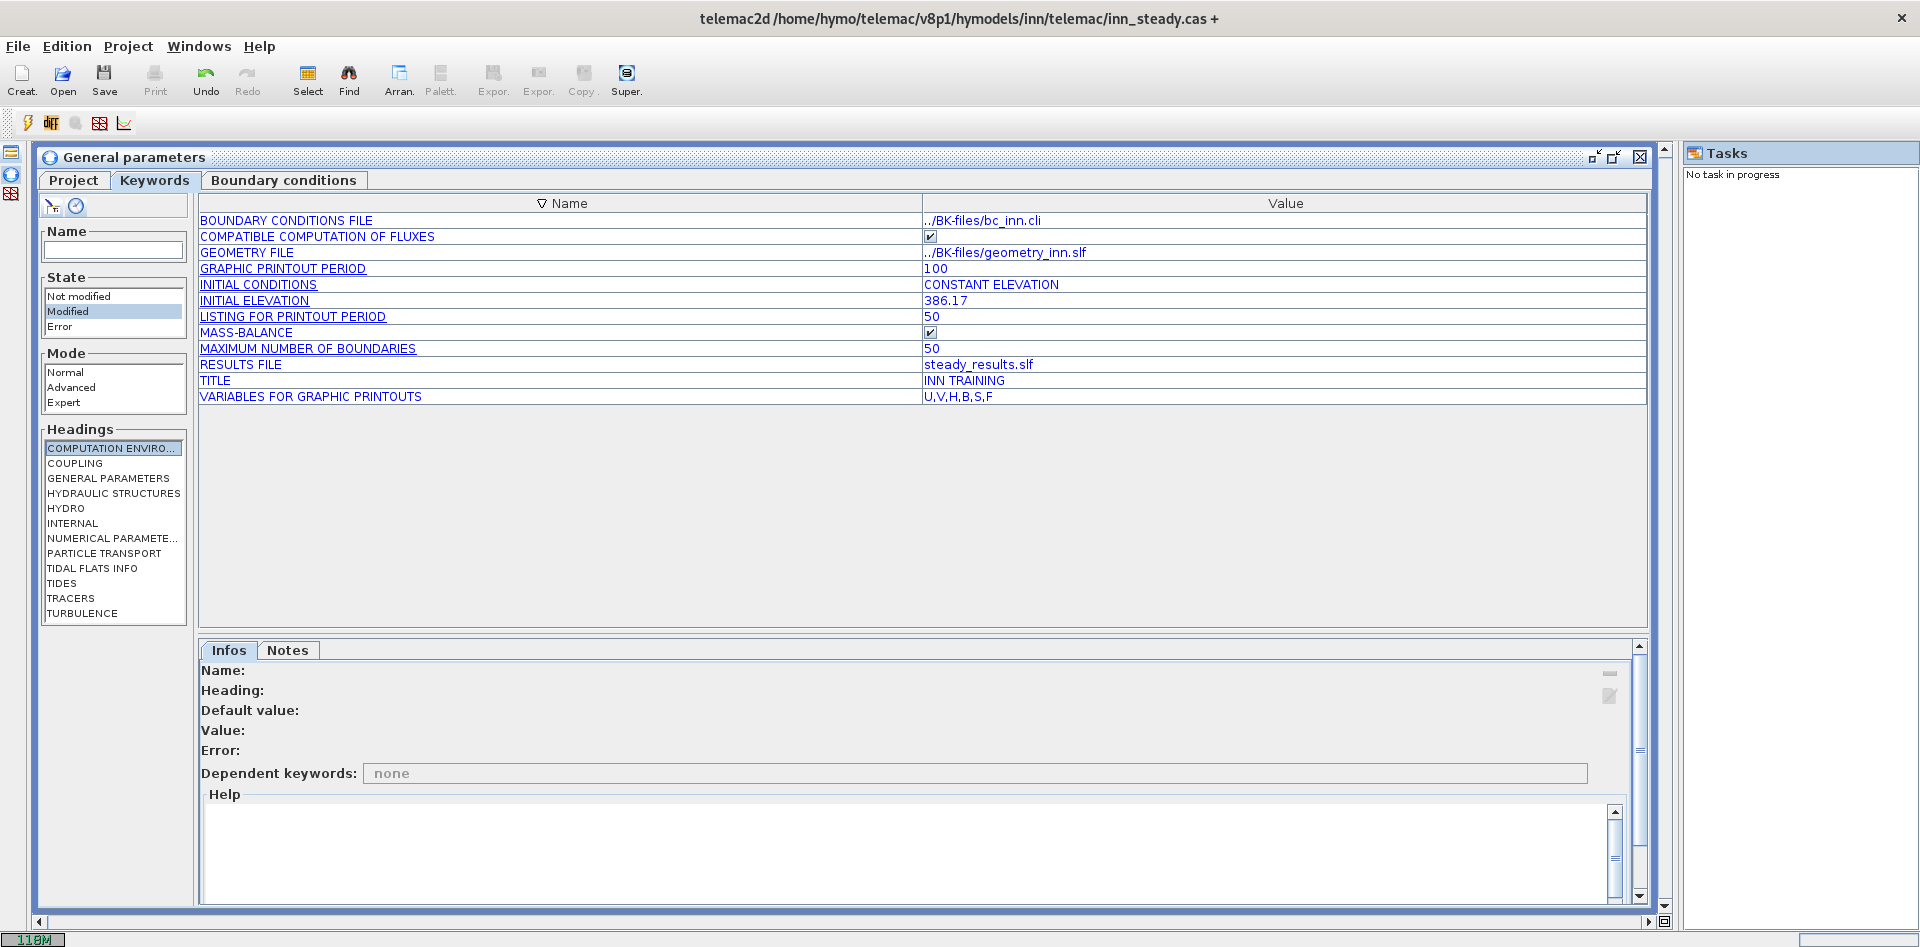 telemac2d /home/hymo/telemac/v8p1/hymodels/inn/telemac/inn_steady.cas +
File Edition Project Windows Help
Creat. Open Save Print Undo Redo Select Find Arran. Palett. Expor. Expor. Copy . Super.
diff
General parameters
Project Keywords Boundary conditions
Name
State
Not modified
Modified
Error
Mode
Normal
Advanced
Expert
Headings
COMPUTATION ENVIRO...
COUPLING
GENERAL PARAMETERS
HYDRAULIC STRUCTURES
HYDRO
INTERNAL
NUMERICAL PARAMETE...
PARTICLE TRANSPORT
TIDAL FLATS INFO
TIDES
TRACERS
TURBULENCE
Name Value
BOUNDARY CONDITIONS FILE ../BK-files/bc_inn.cli
COMPATIBLE COMPUTATION OF FLUXES
GEOMETRY FILE ../BK-files/geometry_inn.slf
GRAPHIC PRINTOUT PERIOD 100
INITIAL CONDITIONS CONSTANT ELEVATION
INITIAL ELEVATION 386.17
LISTING FOR PRINTOUT PERIOD 50
MASS-BALANCE
MAXIMUM NUMBER OF BOUNDARIES 50
RESULTS FILE steady_results.slf
TITLE INN TRAINING
VARIABLES FOR GRAPHIC PRINTOUTS U,V,H,B,S,F
Infos Notes
Name:
Heading:
Default value:
Value:
Error:
Dependent keywords: none
Help
Tasks
No task in progress
118M